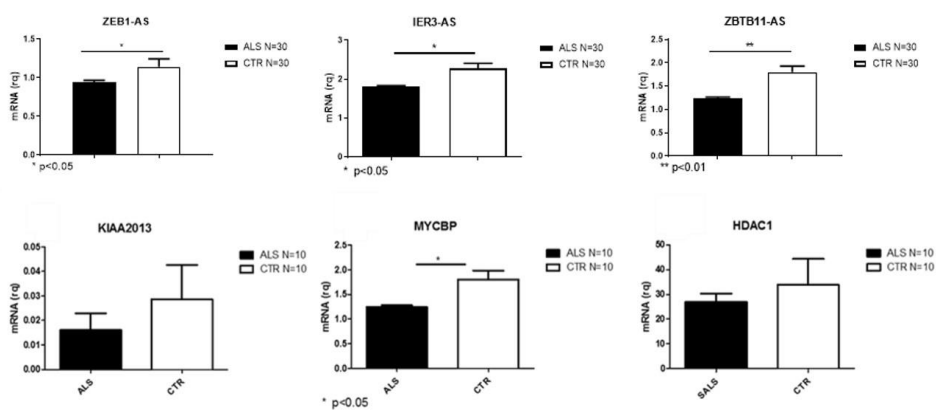 ZEB1-AS
mRNA (rq)
1.5
1.0
0.5
0.0
*
ALS N=30
CTR N=30
* p<0.05
IER3-AS
mRNA (rq)
3
2
1
0
*
ALS N=30
CTR N=30
* p<0.05
ZBTB11-AS
mRNA (rq)
2.5
2.0
1.5
1.0
0.5
0.0
**
ALS N=30
CTR N=30
** p<0.01
KIAA2013
mRNA (rq)
0.05
0.04
0.03
0.02
0.01
0.00
ALS
CTR
ALS N=10
CTR N=10
MYCBP
mRNA (rq)
2.5
2.0
1.5
1.0
0.5
0.0
*
ALS
CTR
ALS N=10
CTR N=10
* p<0.05
HDAC1
mRNA (rq)
50
40
30
20
10
0
SALS
CTR
ALS N=10
CTR N=10